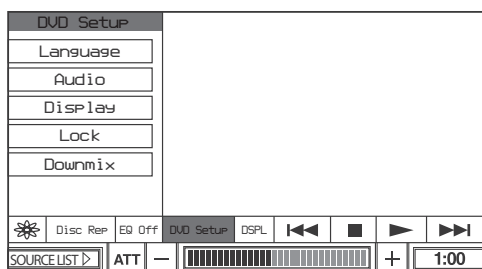 DVD Setup
Language
Audio
Display
Lock
Downmix
Disc Rep EQ Off DVD Setup DSPL
SOURCE LIST ATT − + 1:00